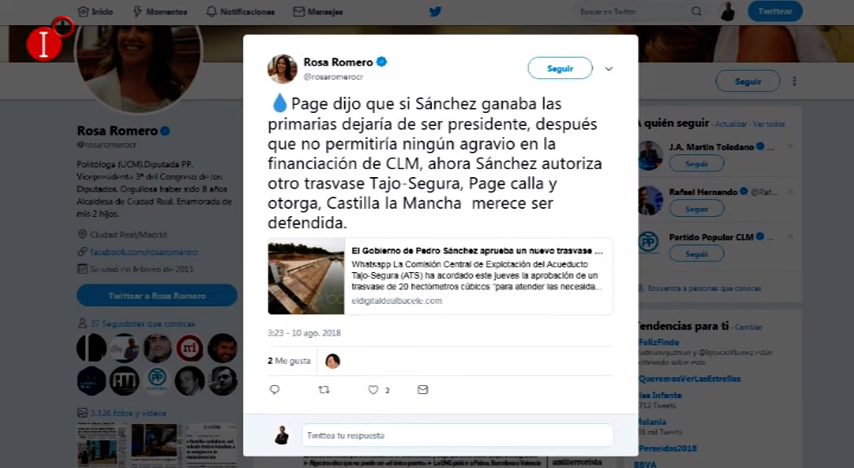 Inicio
Momentos
Notificaciones
Mensajes
Buscar en Twitter
Twittear
I
Seguir
Rosa Romero
@rosaromerocr
Politóloga (UCM).Diputada PP.
Vicepresidenta 3ª del Congreso de los
Diputados. Orgullosa haber sido 8 años
Alcaldesa de Ciudad Real. Enamorada de
mis 2 hijos.
Ciudad Real/Madrid
facebook.com/rosaromerocr
Se unió en febrero de 2011
Twittear a Rosa Romero
37 Seguidores que conoces
3.326 fotos y videos
Rosa Romero
@rosaromerocr
Seguir
Page dijo que si Sánchez ganaba las
primarias dejaría de ser presidente, después
que no permitiría ningún agravio en la
financiación de CLM, ahora Sánchez autoriza
otro trasvase Tajo-Segura, Page calla y
otorga, Castilla la Mancha merece ser
defendida.
El Gobierno de Pedro Sánchez aprueba un nuevo trasvase ...
Whatsapp La Comisión Central de Explotación del Acueducto
Tajo-Segura (ATS) ha acordado este jueves la aprobación de un
trasvase de 20 hectómetros cúbicos "para atender las necesida...
eldigitaldealbacete.com
3:23 - 10 ago. 2018
2 Me gusta
2
Twittea tu respuesta
A quién seguir
Actualizar
Ver todos
J.A. Martin Toledano
Seguir
Rafael Hernando
@Raf...
Seguir
Partido Popular CLM
Seguir
Encuentra a personas que conoces
Tendencias para ti
Cambiar
#QueremosVerLasEstrellas
las Infante
Melania
#Perseidas2018
BBVA
antiterrorista